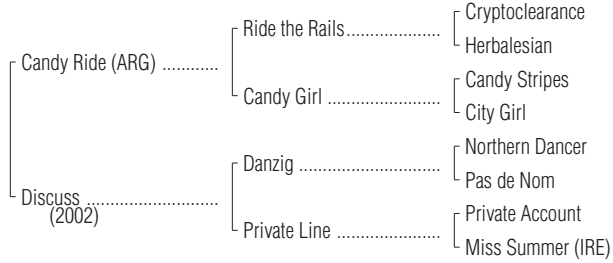 Cryptoclearance
Ride the Rails...................
Herbalesian
Candy Ride (ARG) ............
Candy Stripes
Candy Girl .......................
City Girl
Northern Dancer
Danzig .............................
Pas de Nom
Discuss ............................
(2002)
Private Account
Private Line .....................
Miss Summer (IRE)